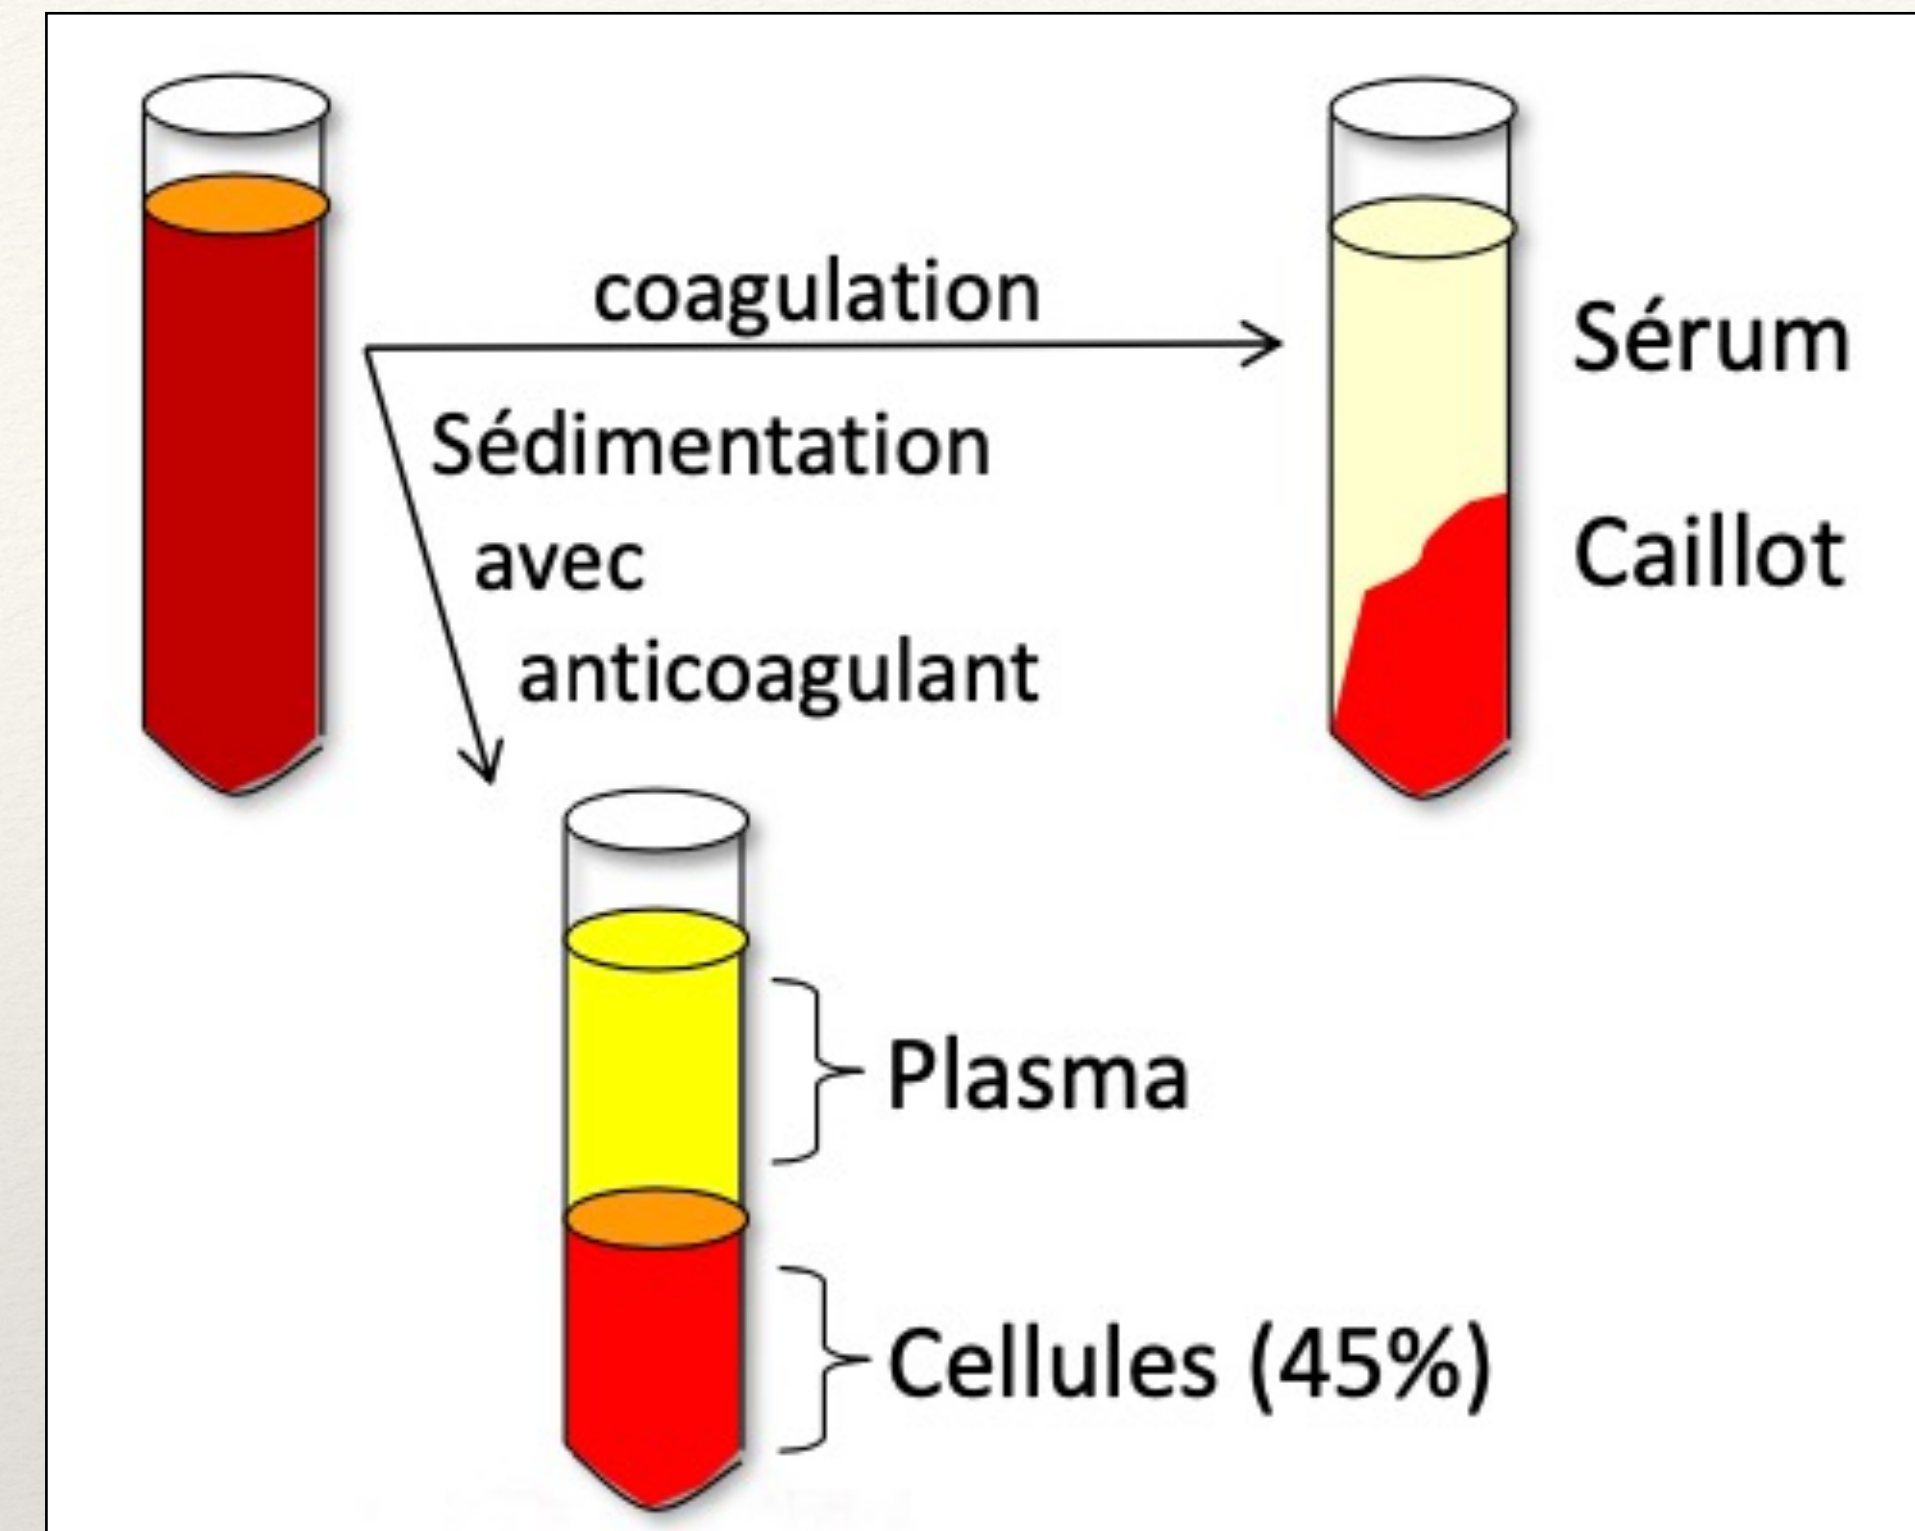 coagulation
Sérum
Sédimentation
avec
Caillot
anticoagulant
Plasma
Cellules (45%)